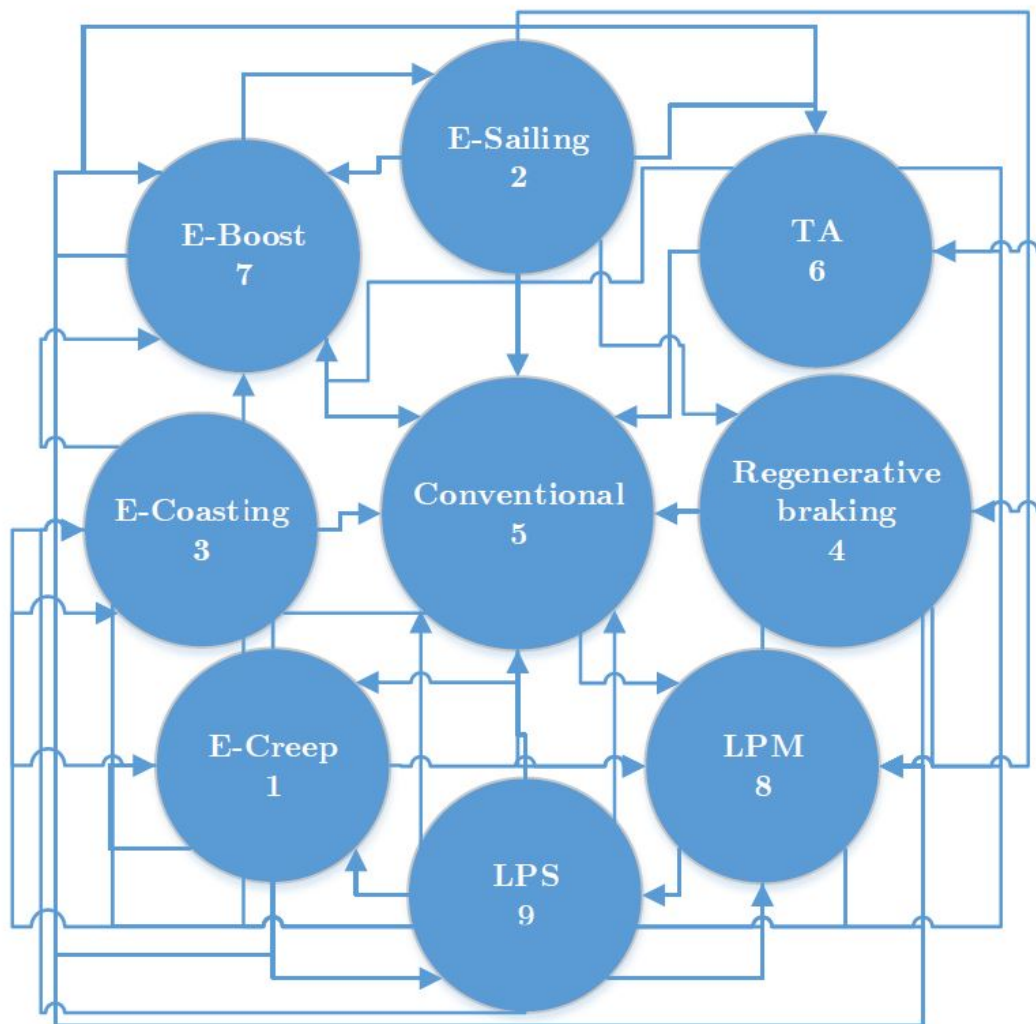 E-Sailing
2
E-Boost
7
TA
6
E-Coasting
3
Conventional
5
Regenerative
braking
4
E-Creep
1
LPM
8
LPS
9